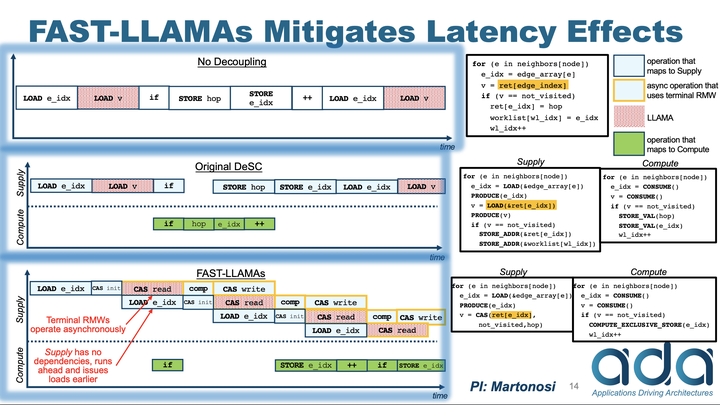 FAST-LLAMAs Mitigates Latency Effects
No Decoupling
LOAD e_idx LOAD v if STORE hop STORE e_idx ++ LOAD e_idx LOAD v
time
for (e in neighbors[node])
e_idx = edge_array[e]
v = ret[edge_index]
if (v == not_visited)
ret[e_idx] = hop
worklist[wl_idx] = e_idx
wl_idx++
operation that
maps to Supply
async operation that
uses terminal RMW
LLAMA
operation that
maps to Compute
Original DeSC
Supply
LOAD e_idx LOAD v if STORE hop STORE e_idx LOAD e_idx LOAD v
Compute
if hop e_idx ++
time
Supply
for (e in neighbors[node])
e_idx = LOAD(&edge_array[e])
PRODUCE(e_idx)
v = LOAD(&ret[e_idx])
PRODUCE(v)
if (v == not_visited)
STORE_ADDR(&ret[e_idx])
STORE_ADDR(&worklist[wl_idx])
Compute
for (e in neighbors[node])
e_idx = CONSUME()
v = CONSUME()
if (v == not_visited)
STORE_VAL(hop)
STORE_VAL(e_idx)
wl_idx++
FAST-LLAMAs
Supply
LOAD e_idx CAS init CAS read comp CAS write
LOAD e_idx CAS init CAS read comp CAS write
LOAD e_idx CAS init CAS read comp CAS write
LOAD e_idx CAS read
Terminal RMWs
operate asynchronously
Supply has no
dependencies, runs
ahead and issues
loads earlier
Compute
if STORE e_idx ++ if STORE e_idx
time
Supply
for (e in neighbors[node])
e_idx = LOAD(&edge_array[e])
PRODUCE(e_idx)
v = CAS(ret[e_idx],
not_visited,hop)
Compute
for (e in neighbors[node])
e_idx = CONSUME()
v = CONSUME()
if (v == not_visited)
COMPUTE_EXCLUSIVE_STORE(e_idx)
wl_idx++
PI: Martonosi
14
ada
Applications Driving Architectures